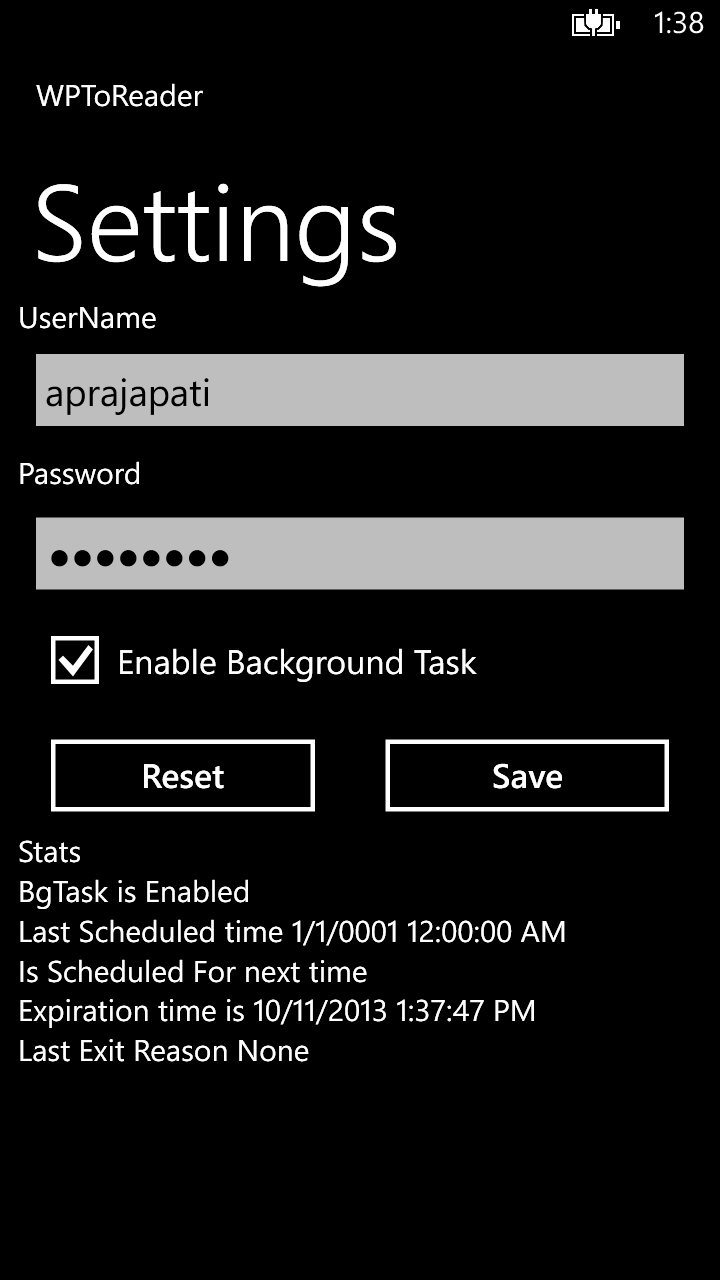 1:38
WPToReader
Settings
UserName
aprajapati
Password
●●●●●●●●
Enable Background Task
Reset Save
Stats
BgTask is Enabled
Last Scheduled time 1/1/0001 12:00:00 AM
Is Scheduled For next time
Expiration time is 10/11/2013 1:37:47 PM
Last Exit Reason None